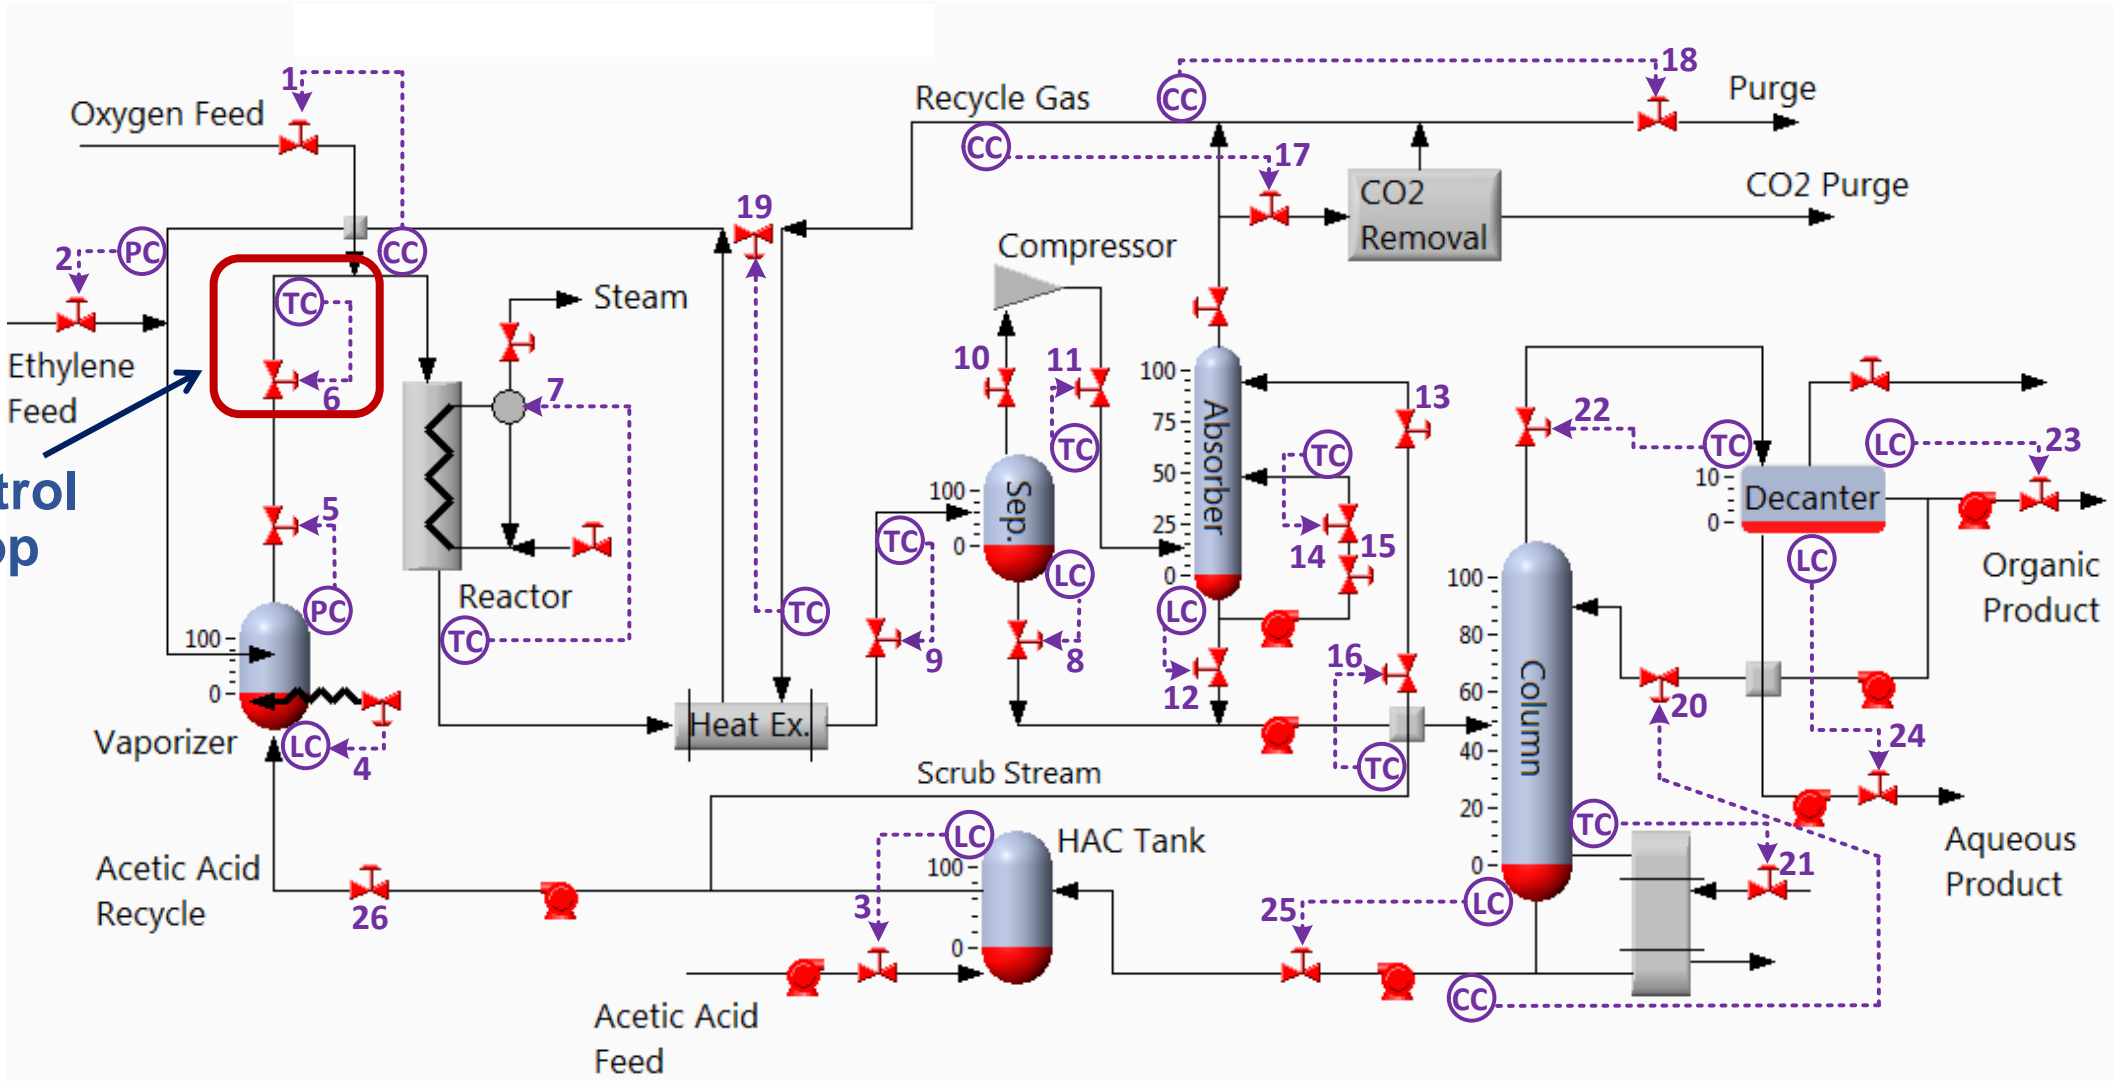 1
Oxygen Feed
CC
2
PC
TC
6
Ethylene
Feed
trol
op
5
PC
100
0
Vaporizer
LC
4
Steam
7
Reactor
TC
19
TC
Heat Ex.
Recycle Gas
CC
CC
18
Purge
17
CO2
Removal
CO2 Purge
Compressor
10
11
TC
TC
9
100
0
Sep.
LC
8
100
75
50
25
0
Absorber
13
TC
14
15
LC
12
16
TC
22
TC
LC
23
10
0
Decanter
LC
Organic
Product
100
80
60
40
20
0
Column
20
24
TC
21
Aqueous
Product
Scrub Stream
LC
HAC Tank
100
0
3
Acetic Acid
Recycle
26
Acetic Acid
Feed
25
LC
CC